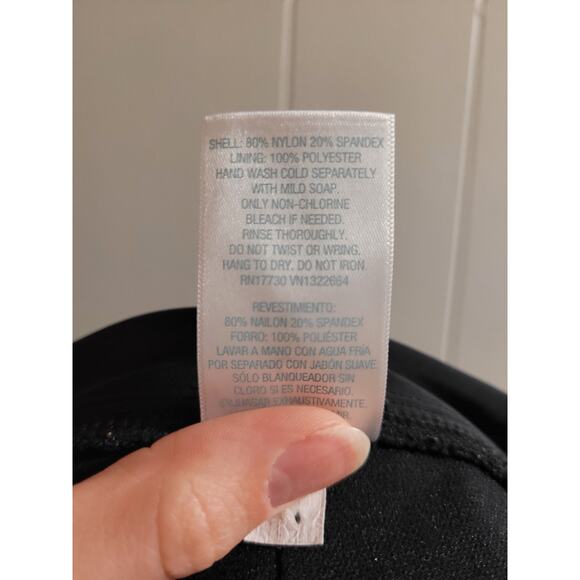 SHELL: 80% NYLON 20% SPANDEX
LINING: 100% POLYESTER
HAND WASH COLD SEPARATELY
WITH MILD SOAP.
ONLY NON-CHLORINE
BLEACH IF NEEDED.
RINSE THOROUGHLY.
DO NOT TWIST OR WRING.
HANG TO DRY. DO NOT IRON.
RN17730 VN1322664
REVESTIMIENTO:
80% NAILON 20% SPANDEX
FORRO: 100% POLIÉSTER
LAVAR A MANO CON AGUA FRÍA
POR SEPARADO CON JABÓN SUAVE.
SÓLO BLANQUEADOR SIN
CLORO SI ES NECESARIO.
EXHAUSTIVAMENTE.